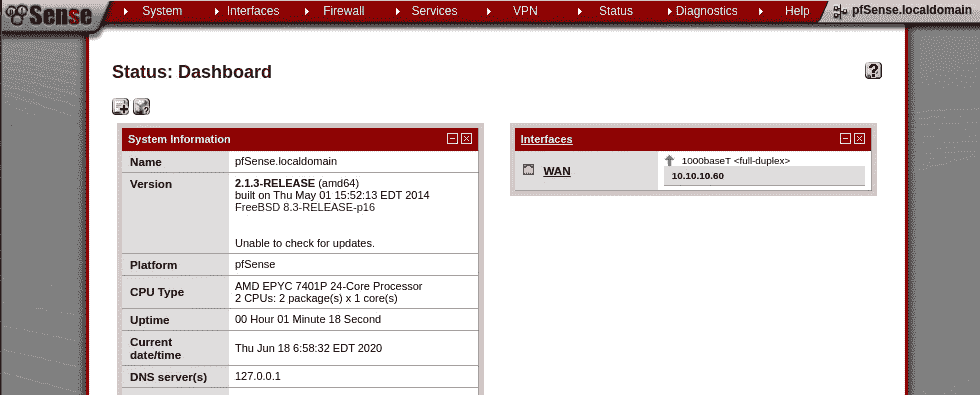 Sense
System
Interfaces
Firewall
Services
VPN
Status
Diagnostics
Help
pfSense.localdomain
Status: Dashboard
System Information
Name
pfSense.localdomain
Version
2.1.3-RELEASE (amd64)
built on Thu May 01 15:52:13 EDT 2014
FreeBSD 8.3-RELEASE-p16
Unable to check for updates.
Platform
pfSense
CPU Type
AMD EPYC 7401P 24-Core Processor
2 CPUs: 2 package(s) x 1 core(s)
Uptime
00 Hour 01 Minute 18 Second
Current
date/time
Thu Jun 18 6:58:32 EDT 2020
DNS server(s)
127.0.0.1
Interfaces
WAN
1000baseT <full-duplex>
10.10.10.60